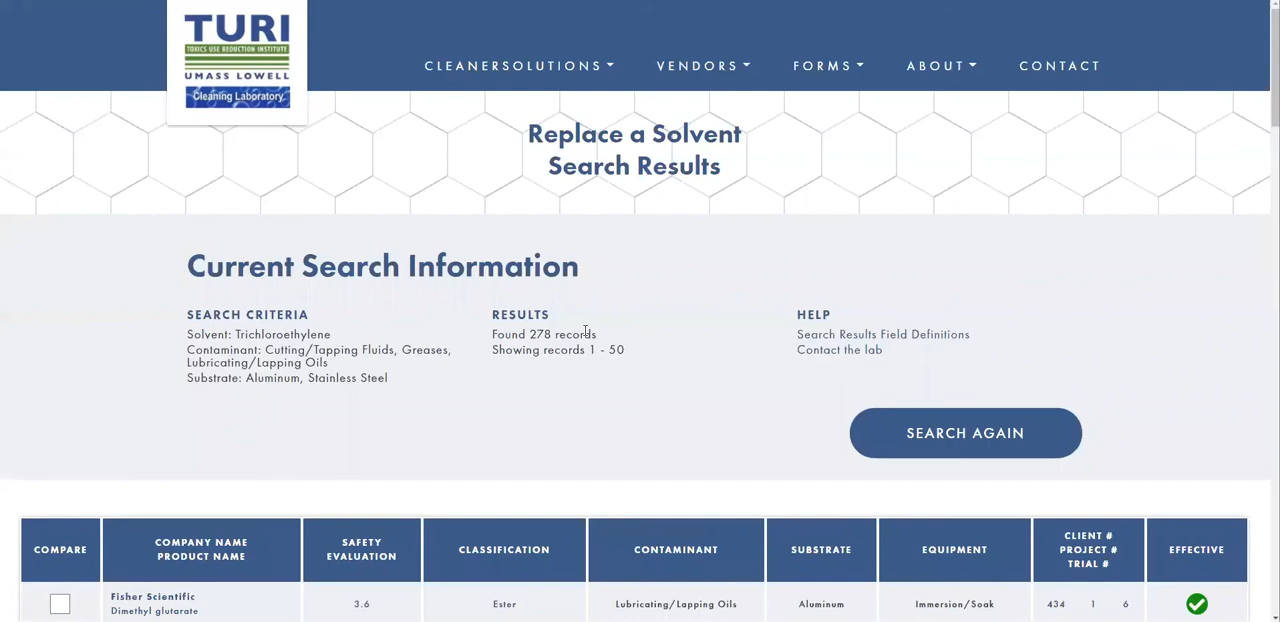 TURI
TOXICS USE REDUCTION INSTITUTE
UMASS LOWELL
Cleaning Laboratory
CLEANERSOLUTIONS VENDORS FORMS ABOUT CONTACT
Replace a Solvent
Search Results
Current Search Information
SEARCH CRITERIA
Solvent: Trichloroethylene
Contaminant: Cutting/Tapping Fluids, Greases,
Lubricating/Lapping Oils
Substrate: Aluminum, Stainless Steel
RESULTS
Found 278 records
Showing records 1 - 50
HELP
Search Results Field Definitions
Contact the lab
SEARCH AGAIN
COMPARE
COMPANY NAME
PRODUCT NAME
SAFETY
EVALUATION
CLASSIFICATION
CONTAMINANT
SUBSTRATE
EQUIPMENT
CLIENT #
PROJECT #
TRIAL #
EFFECTIVE
Fisher Scientific
Dimethyl glutarate
3.6
Ester
Lubricating/Lapping Oils
Aluminum
Immersion/Soak
434 1 6